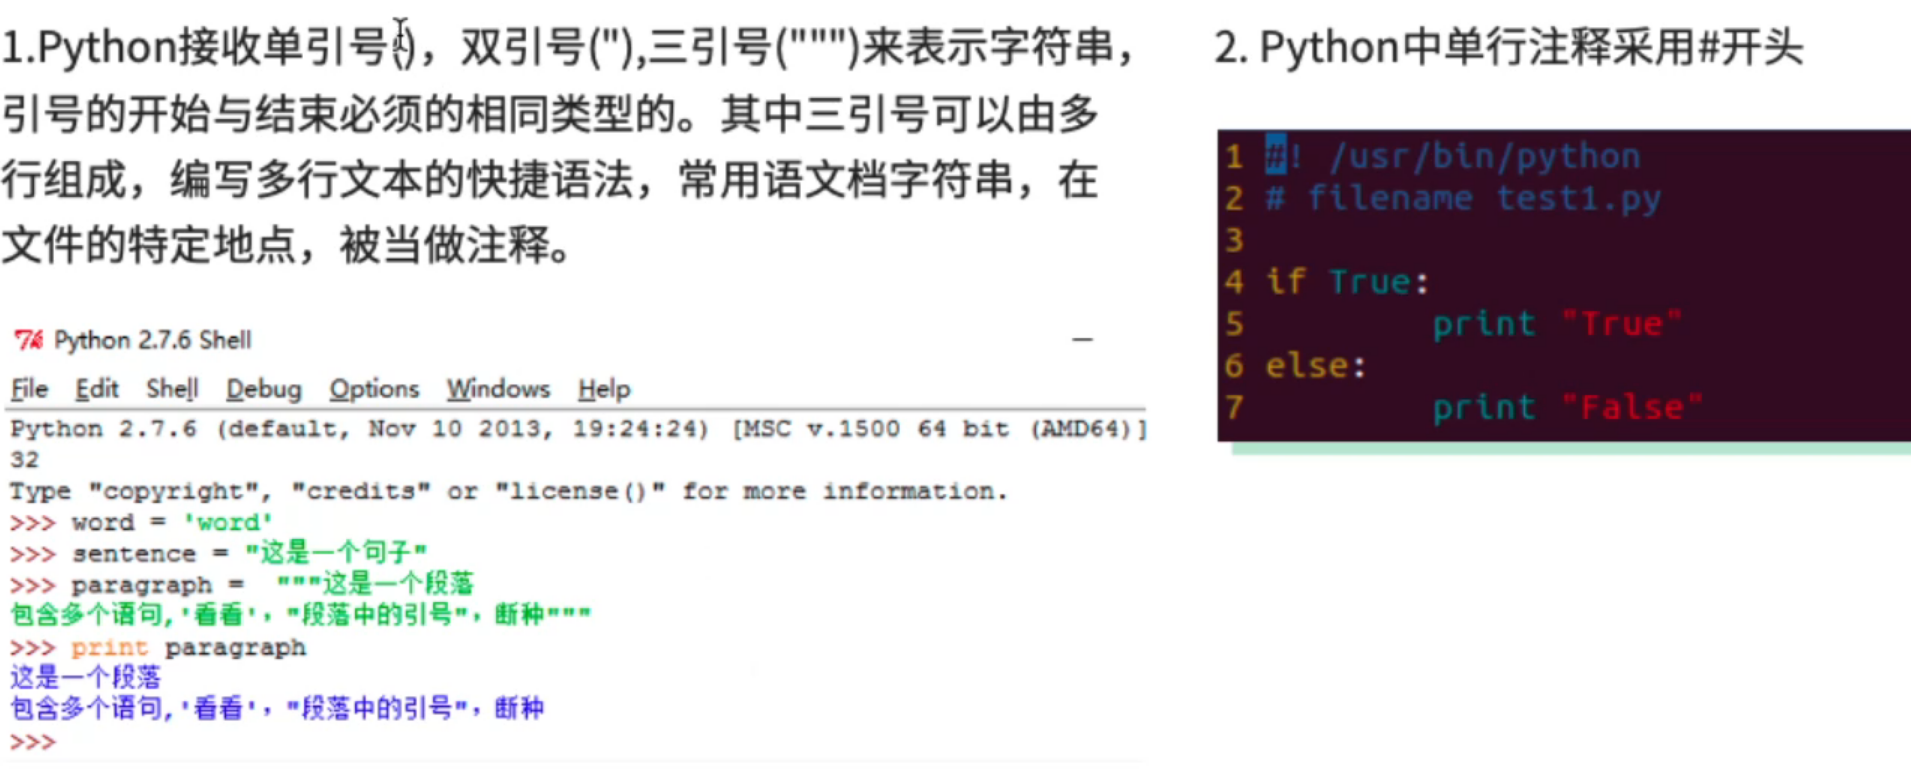 1.Python接收单引号(')，双引号("),三引号(""")来表示字符串，
引号的开始与结束必须的相同类型的。其中三引号可以由多
行组成，编写多行文本的快捷语法，常用语文档字符串，在
文件的特定地点，被当做注释。
Python 2.7.6 Shell
File Edit Shell Debug Options Windows Help
Python 2.7.6 (default, Nov 10 2013, 19:24:24) [MSC v.1500 64 bit (AMD64)]
32
Type "copyright", "credits" or "license()" for more information.
>>> word = 'word'
>>> sentence = "这是一个句子"
>>> paragraph = """这是一个段落
包含多个语句,'看看'，"段落中的引号"，断种"""
>>> print paragraph
这是一个段落
包含多个语句,'看看'，"段落中的引号"，断种
>>>
2. Python中单行注释采用#开头
1 #! /usr/bin/python
2 # filename test1.py
3
4 if True:
5 print "True"
6 else:
7 print "False"